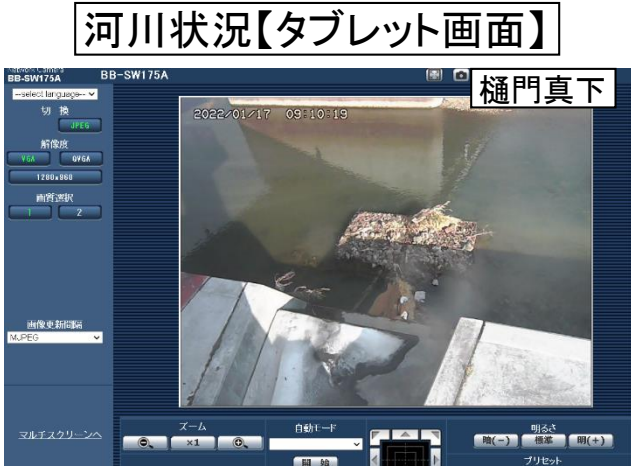 河川状況【タブレット画面】
Network Camera
BB-SW175A
BB-SW175A
樋門真下
--select language--
切 換
JPEG
解像度
VGA QVGA
1280x960
画質選択
1 2
画像更新間隔
MJPEG
マルチスクリーンへ
2022/01/17 09:10:19
ズーム
×1
自動モード
開 始
明るさ
暗(-) 標準 明(+)
プリセット